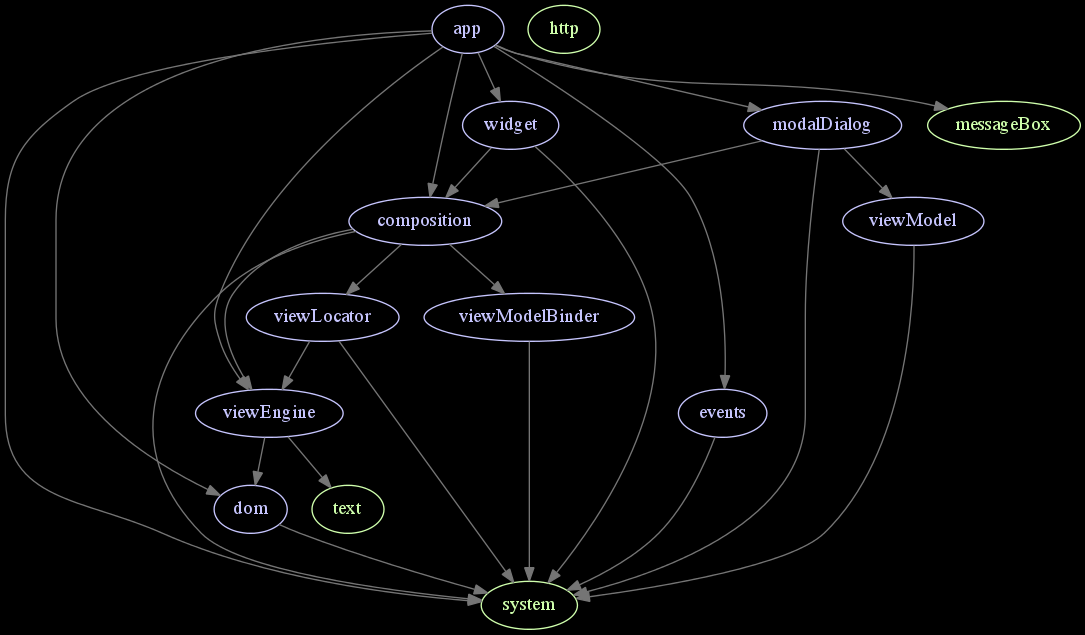 app
http
widget
modalDialog
messageBox
composition
viewModel
viewLocator
viewModelBinder
viewEngine
events
dom
text
system